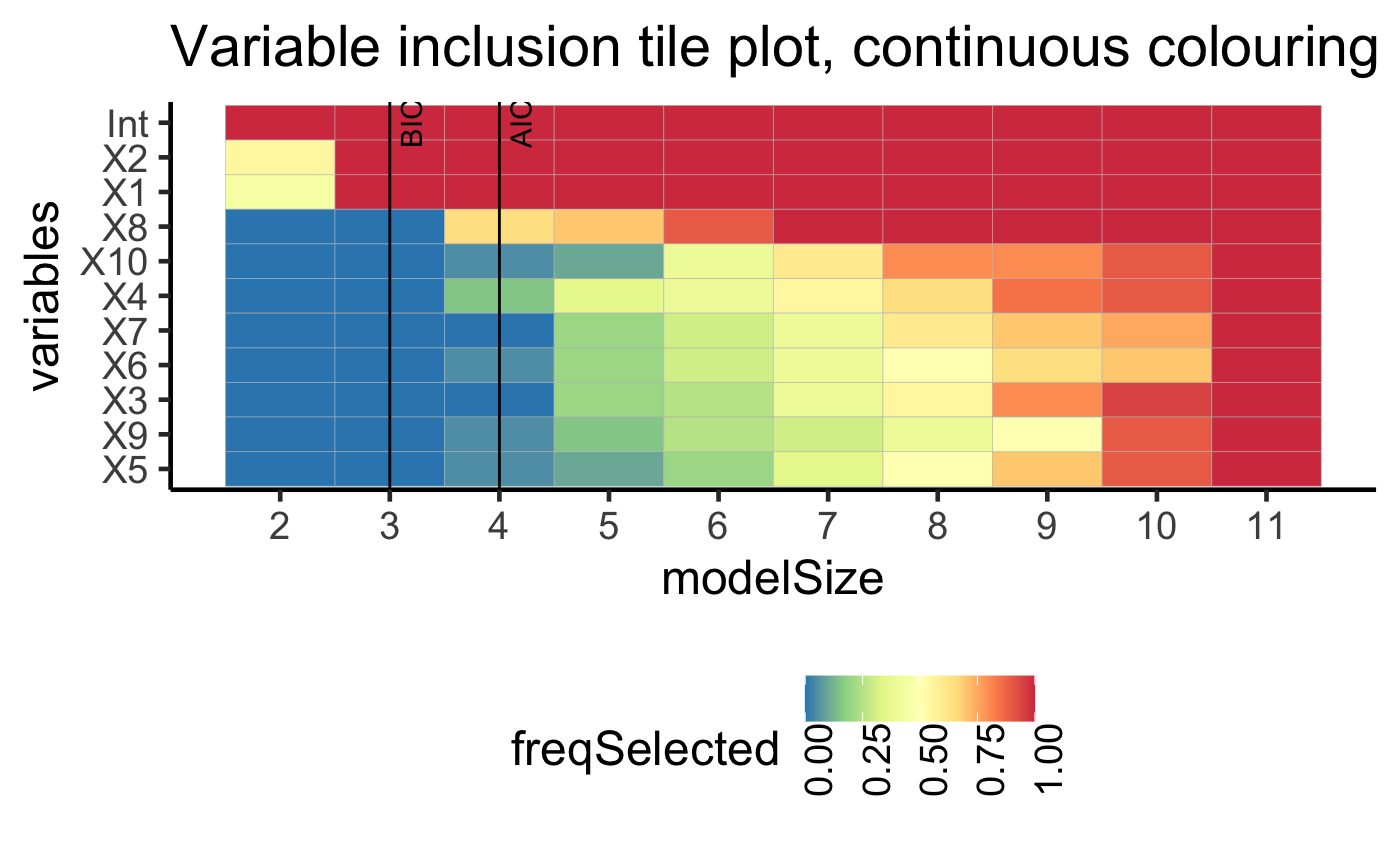 Variable inclusion tile plot, continuous colouring
BIC
AIC
variables
Int
X2
X1
X8
X10
X4
X7
X6
X3
X9
X5
2 3 4 5 6 7 8 9 10 11
modelSize
freqSelected
0.00 0.25 0.50 0.75 1.00